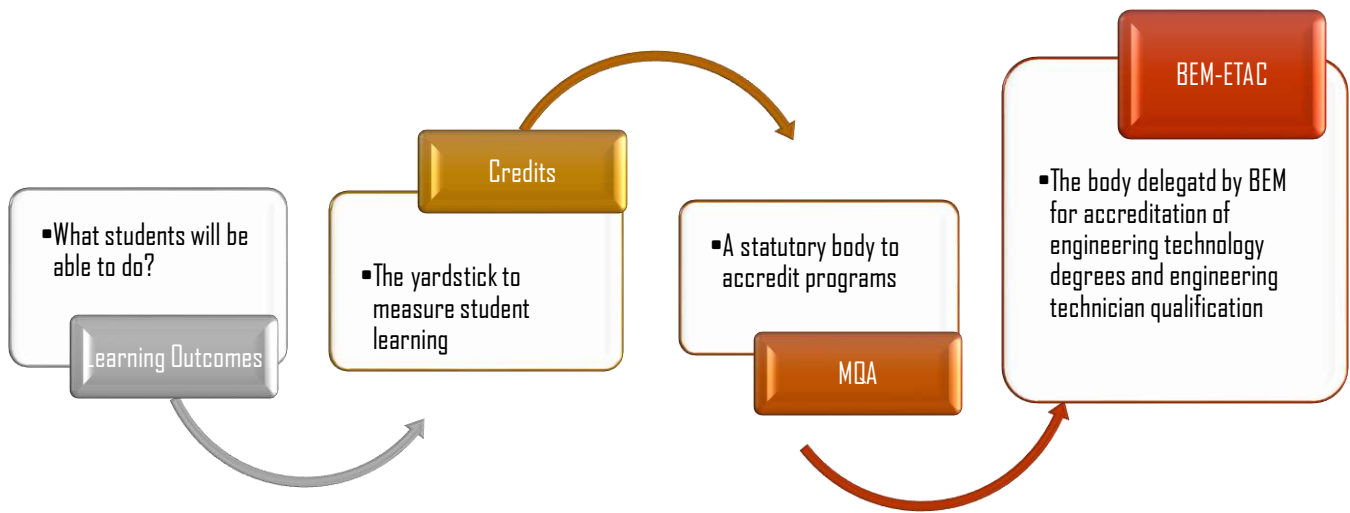 ▪What students will be
able to do?
Learning Outcomes
Credits
▪The yardstick to
measure student
learning
▪A statutory body to
accredit programs
MQA
BEM-ETAC
▪The body delegatd by BEM
for accreditation of
engineering technology
degrees and engineering
technician qualification